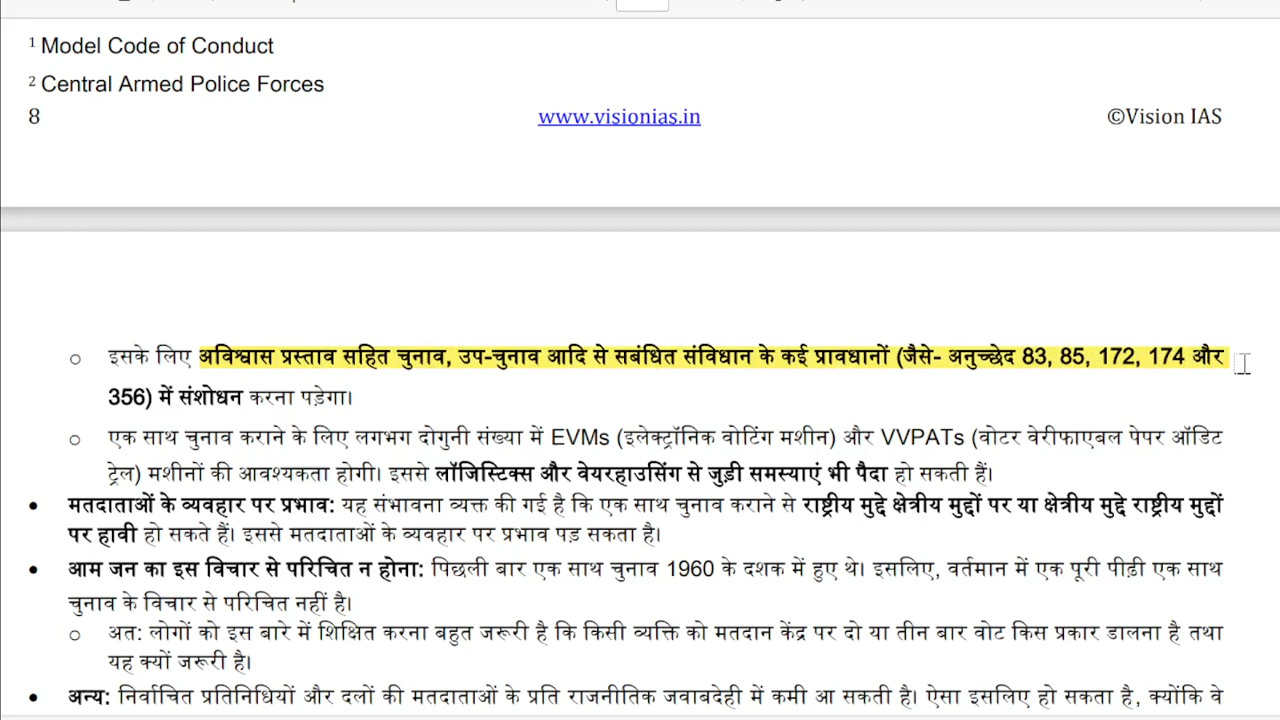 ¹ Model Code of Conduct
² Central Armed Police Forces
8 www.visionias.in ©Vision IAS
○ इसके लिए अविश्वास प्रस्ताव सहित चुनाव, उप-चुनाव आदि से सबंधित संविधान के कई प्रावधानों (जैसे- अनुच्छेद 83, 85, 172, 174 और
356) में संशोधन करना पड़ेगा।
○ एक साथ चुनाव कराने के लिए लगभग दोगुनी संख्या में EVMs (इलेक्ट्रॉनिक वोटिंग मशीन) और VVPATs (वोटर वेरीफाएबल पेपर ऑडिट
ट्रेल) मशीनों की आवश्यकता होगी। इससे लॉजिस्टिक्स और वेयरहाउसिंग से जुड़ी समस्याएं भी पैदा हो सकती हैं।
• मतदाताओं के व्यवहार पर प्रभाव: यह संभावना व्यक्त की गई है कि एक साथ चुनाव कराने से राष्ट्रीय मुद्दे क्षेत्रीय मुद्दों पर या क्षेत्रीय मुद्दे राष्ट्रीय मुद्दों
पर हावी हो सकते हैं। इससे मतदाताओं के व्यवहार पर प्रभाव पड़ सकता है।
• आम जन का इस विचार से परिचित न होना: पिछली बार एक साथ चुनाव 1960 के दशक में हुए थे। इसलिए, वर्तमान में एक पूरी पीढ़ी एक साथ
चुनाव के विचार से परिचित नहीं है।
○ अत: लोगों को इस बारे में शिक्षित करना बहुत जरूरी है कि किसी व्यक्ति को मतदान केंद्र पर दो या तीन बार वोट किस प्रकार डालना है तथा
यह क्यों जरूरी है।
• अन्य: निर्वाचित प्रतिनिधियों और दलों की मतदाताओं के प्रति राजनीतिक जवाबदेही में कमी आ सकती है। ऐसा इसलिए हो सकता है, क्योंकि वे